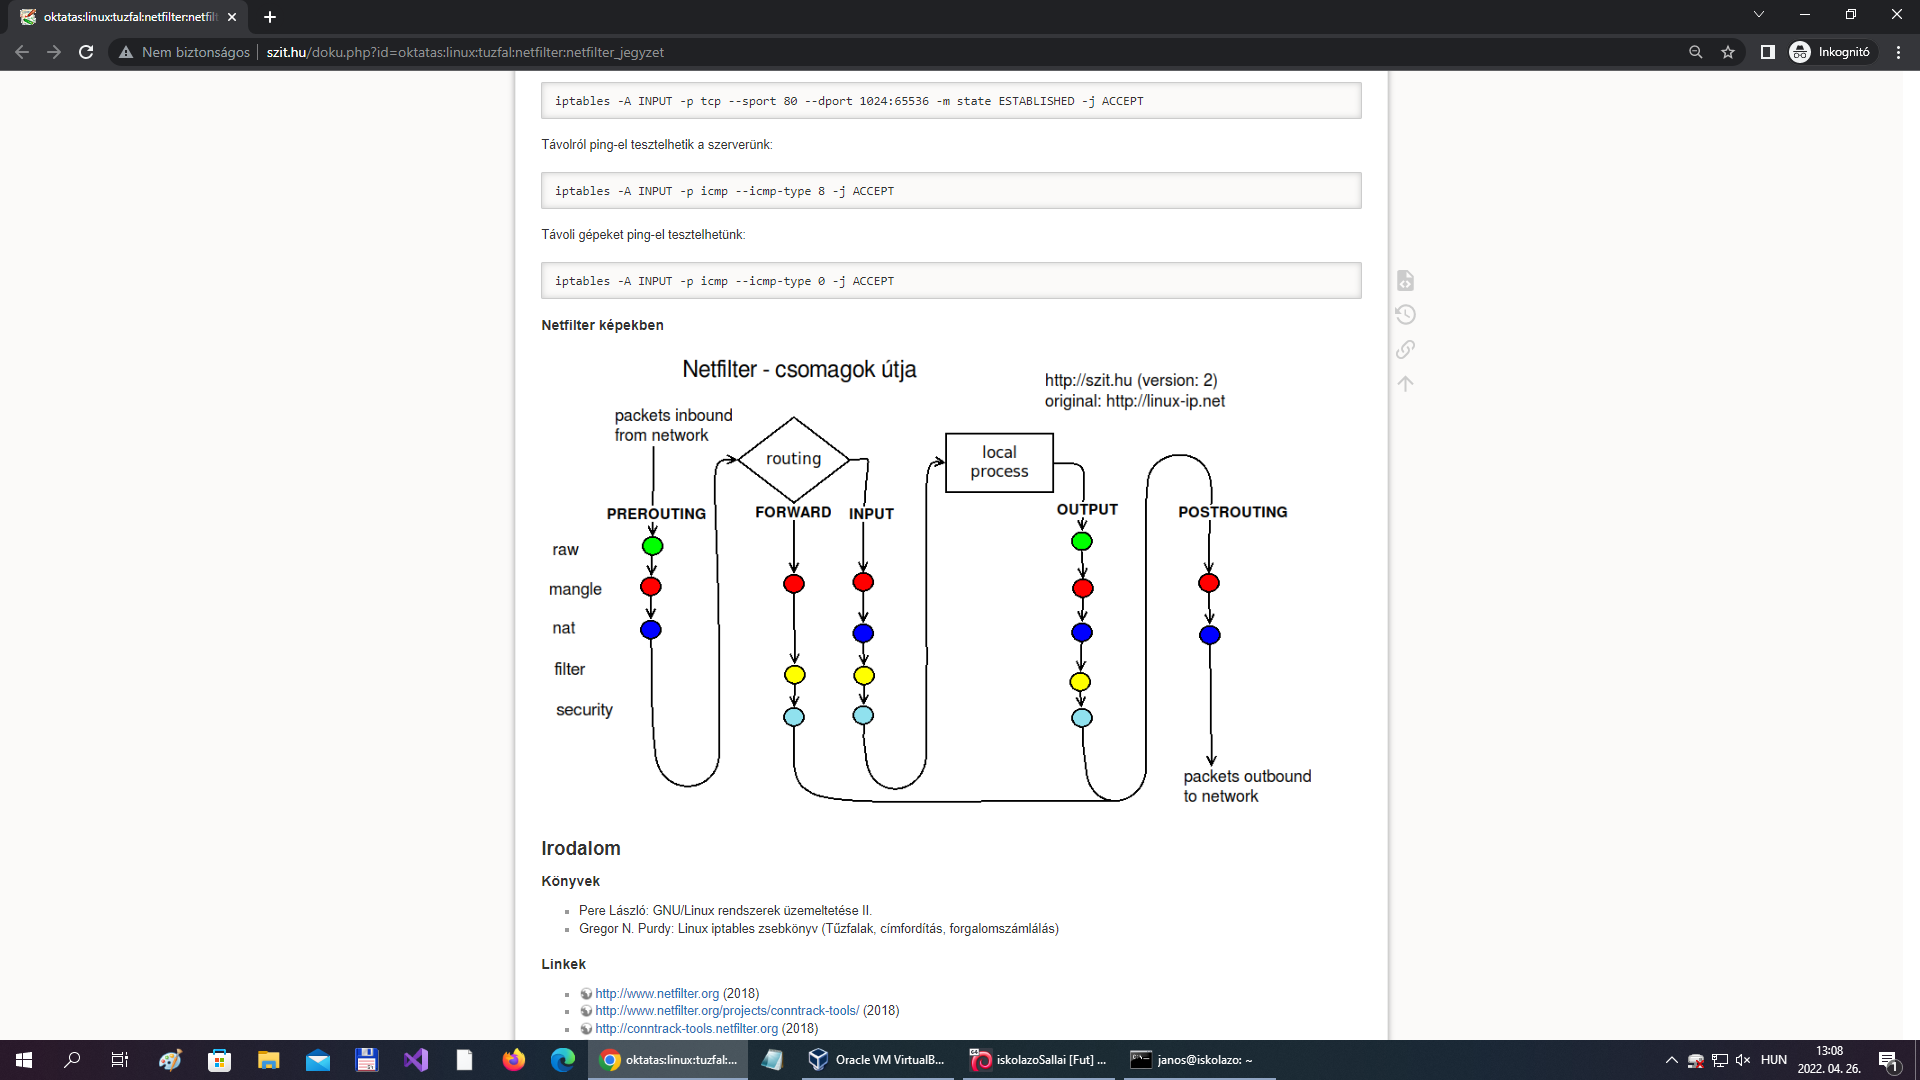 oktatas:linux:tuzfal:netfilter:netfil
Nem biztonságos
szit.hu/doku.php?id=oktatas:linux:tuzfal:netfilter:netfilter_jegyzet
Inkognitó
iptables -A INPUT -p tcp --sport 80 --dport 1024:65536 -m state ESTABLISHED -j ACCEPT
Távolról ping-el tesztelhetik a szerverünk:
iptables -A INPUT -p icmp --icmp-type 8 -j ACCEPT
Távoli gépeket ping-el tesztelhetünk:
iptables -A INPUT -p icmp --icmp-type 0 -j ACCEPT
Netfilter képekben
Netfilter - csomagok útja
http://szit.hu (version: 2)
original: http://linux-ip.net
packets inbound
from network
routing
local
process
PREROUTING
FORWARD
INPUT
OUTPUT
POSTROUTING
raw
mangle
nat
filter
security
packets outbound
to network
Irodalom
Könyvek
Pere László: GNU/Linux rendszerek üzemeltetése II.
Gregor N. Purdy: Linux iptables zsebkönyv (Tűzfalak, címfordítás, forgalomszámlálás)
Linkek
http://www.netfilter.org (2018)
http://www.netfilter.org/projects/conntrack-tools/ (2018)
http://conntrack-tools.netfilter.org (2018)
oktatas:linux:tuzfal:...
Oracle VM VirtualB...
iskolazoSallai [Fut] ...
janos@iskolazo: ~
HUN
13:08
2022. 04. 26.
1